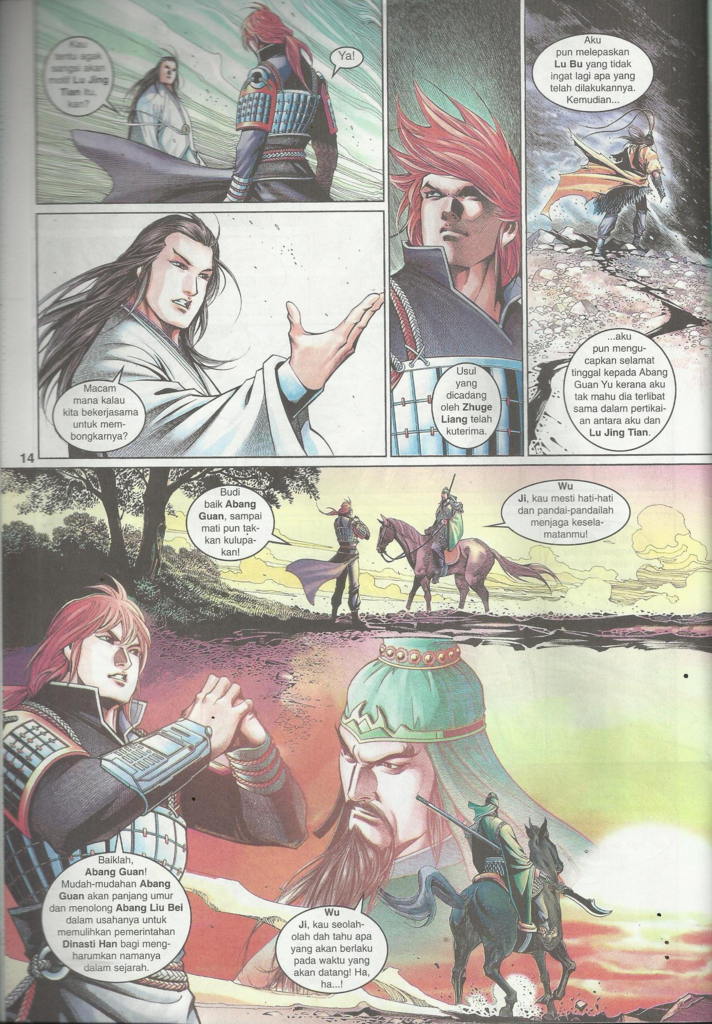 Kau
tentu agak
sangsi akan
motif Lu Jing
Tian itu,
kan?
Ya!
Macam
mana kalau
kita bekerjasama
untuk mem-
bongkarnya?
Usul
yang
dicadang
oleh Zhuge
Liang telah
kuterima.
Aku
pun melepaskan
Lu Bu yang tidak
ingat lagi apa yang
telah dilakukannya.
Kemudian...
...aku
pun mengu-
capkan selamat
tinggal kepada Abang
Guan Yu kerana aku
tak mahu dia terlibat
sama dalam pertikai-
an antara aku dan
Lu Jing Tian.
14
Budi
baik Abang
Guan, sampai
mati pun tak-
kan kulupa-
kan!
Wu
Ji, kau mesti hati-hati
dan pandai-pandailah
menjaga kesela-
matanmu!
Baiklah,
Abang Guan!
Mudah-mudahan Abang
Guan akan panjang umur
dan menolong Abang Liu Bei
dalam usahanya untuk
memulihkan pemerintahan
Dinasti Han bagi meng-
harumkan namanya
dalam sejarah.
Wu
Ji, kau seolah-
olah dah tahu apa
yang akan berlaku
pada waktu yang
akan datang! Ha,
ha...!